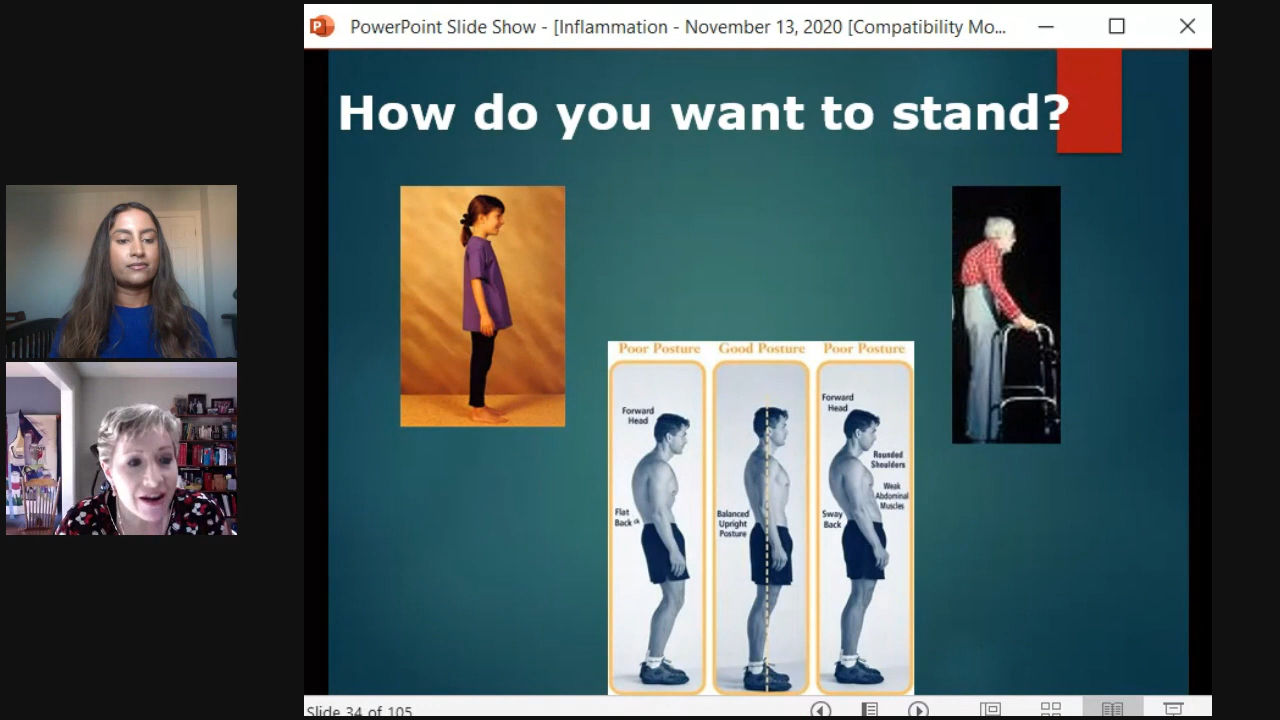 PowerPoint Slide Show - [Inflammation - November 13, 2020 [Compatibility Mo...
How do you want to stand?
Poor Posture Good Posture Poor Posture
Forward
Head
Flat
Back
Balanced
Upright
Posture
Forward
Head
Rounded
Shoulders
Weak
Abdominal
Muscles
Sway
Back
Slide 34 of 105